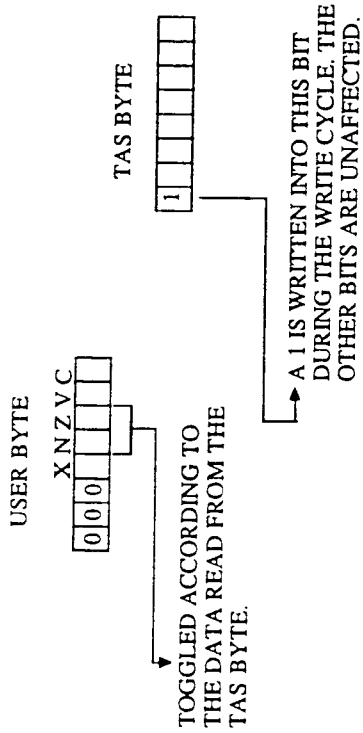 USER BYTE
X N Z V C
0 0 0
TOGGLED ACCORDING TO
THE DATA READ FROM THE
TAS BYTE.
TAS BYTE
1
A 1 IS WRITTEN INTO THIS BIT
DURING THE WRITE CYCLE. THE
OTHER BITS ARE UNAFFECTED.